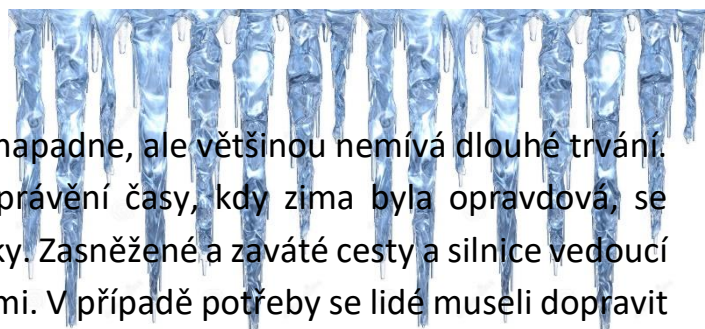 napadne, ale většinou nemívá dlouhé trvání.
právění časy, kdy zima byla opravdová, se
ky. Zasněžené a zaváté cesty a silnice vedoucí
mi. V případě potřeby se lidé museli dopravit